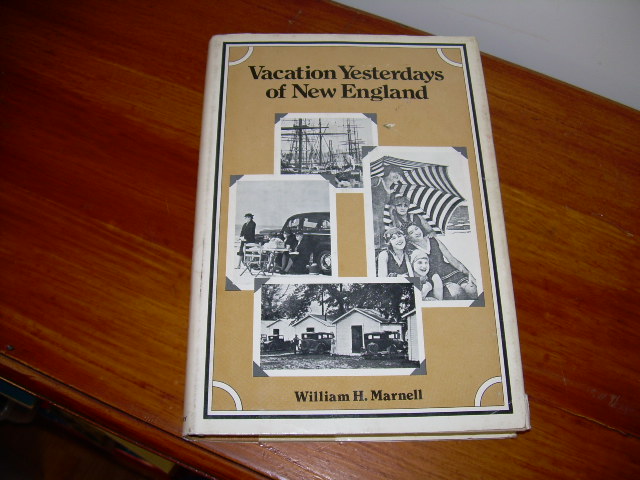 Vacation Yesterdays
of New England
William H. Marnell